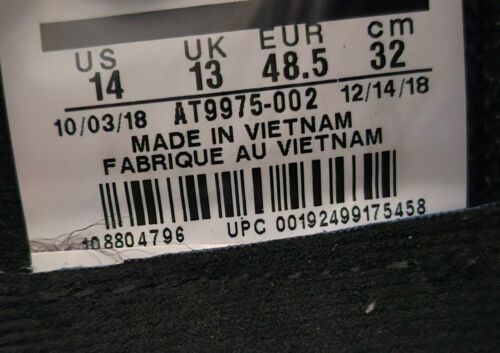 US UK EUR cm
14 13 48.5 32
10/03/18 AT9975-002 12/14/18
MADE IN VIETNAM
FABRIQUE AU VIETNAM
108804796 UPC 00192499175458